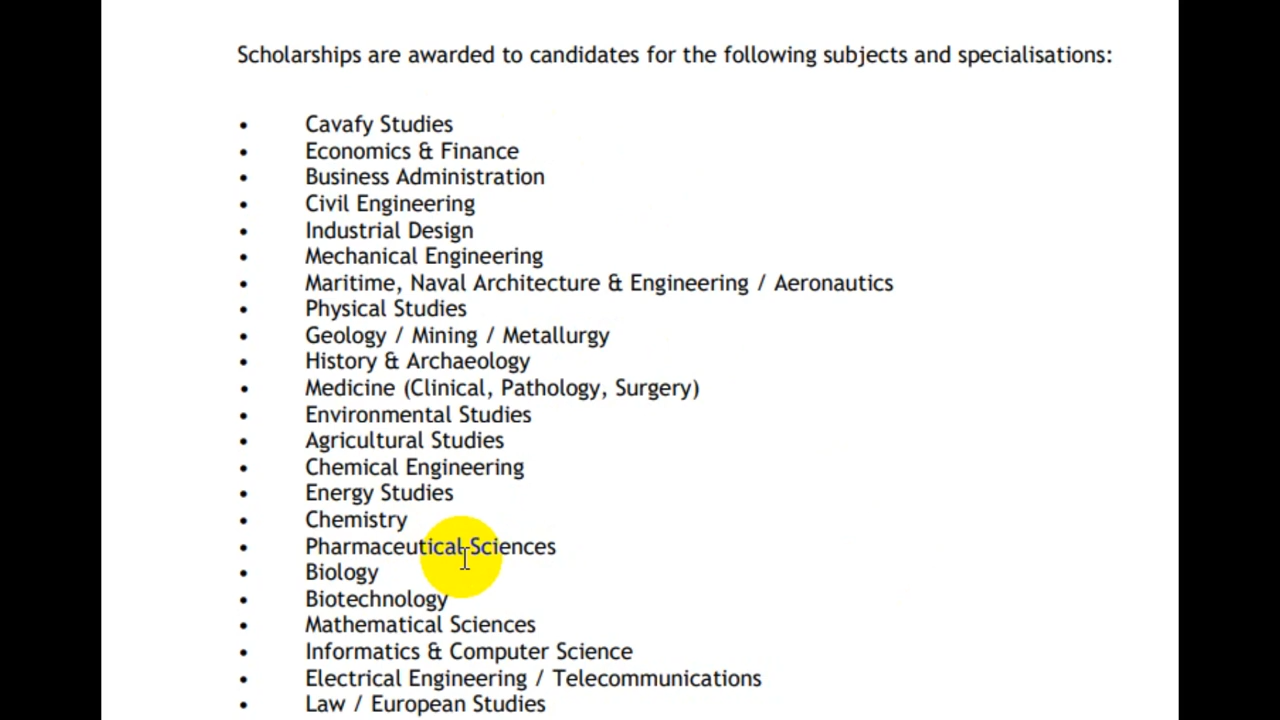 Scholarships are awarded to candidates for the following subjects and specialisations:
• Cavafy Studies
• Economics & Finance
• Business Administration
• Civil Engineering
• Industrial Design
• Mechanical Engineering
• Maritime, Naval Architecture & Engineering / Aeronautics
• Physical Studies
• Geology / Mining / Metallurgy
• History & Archaeology
• Medicine (Clinical, Pathology, Surgery)
• Environmental Studies
• Agricultural Studies
• Chemical Engineering
• Energy Studies
• Chemistry
• Pharmaceutical Sciences
• Biology
• Biotechnology
• Mathematical Sciences
• Informatics & Computer Science
• Electrical Engineering / Telecommunications
• Law / European Studies